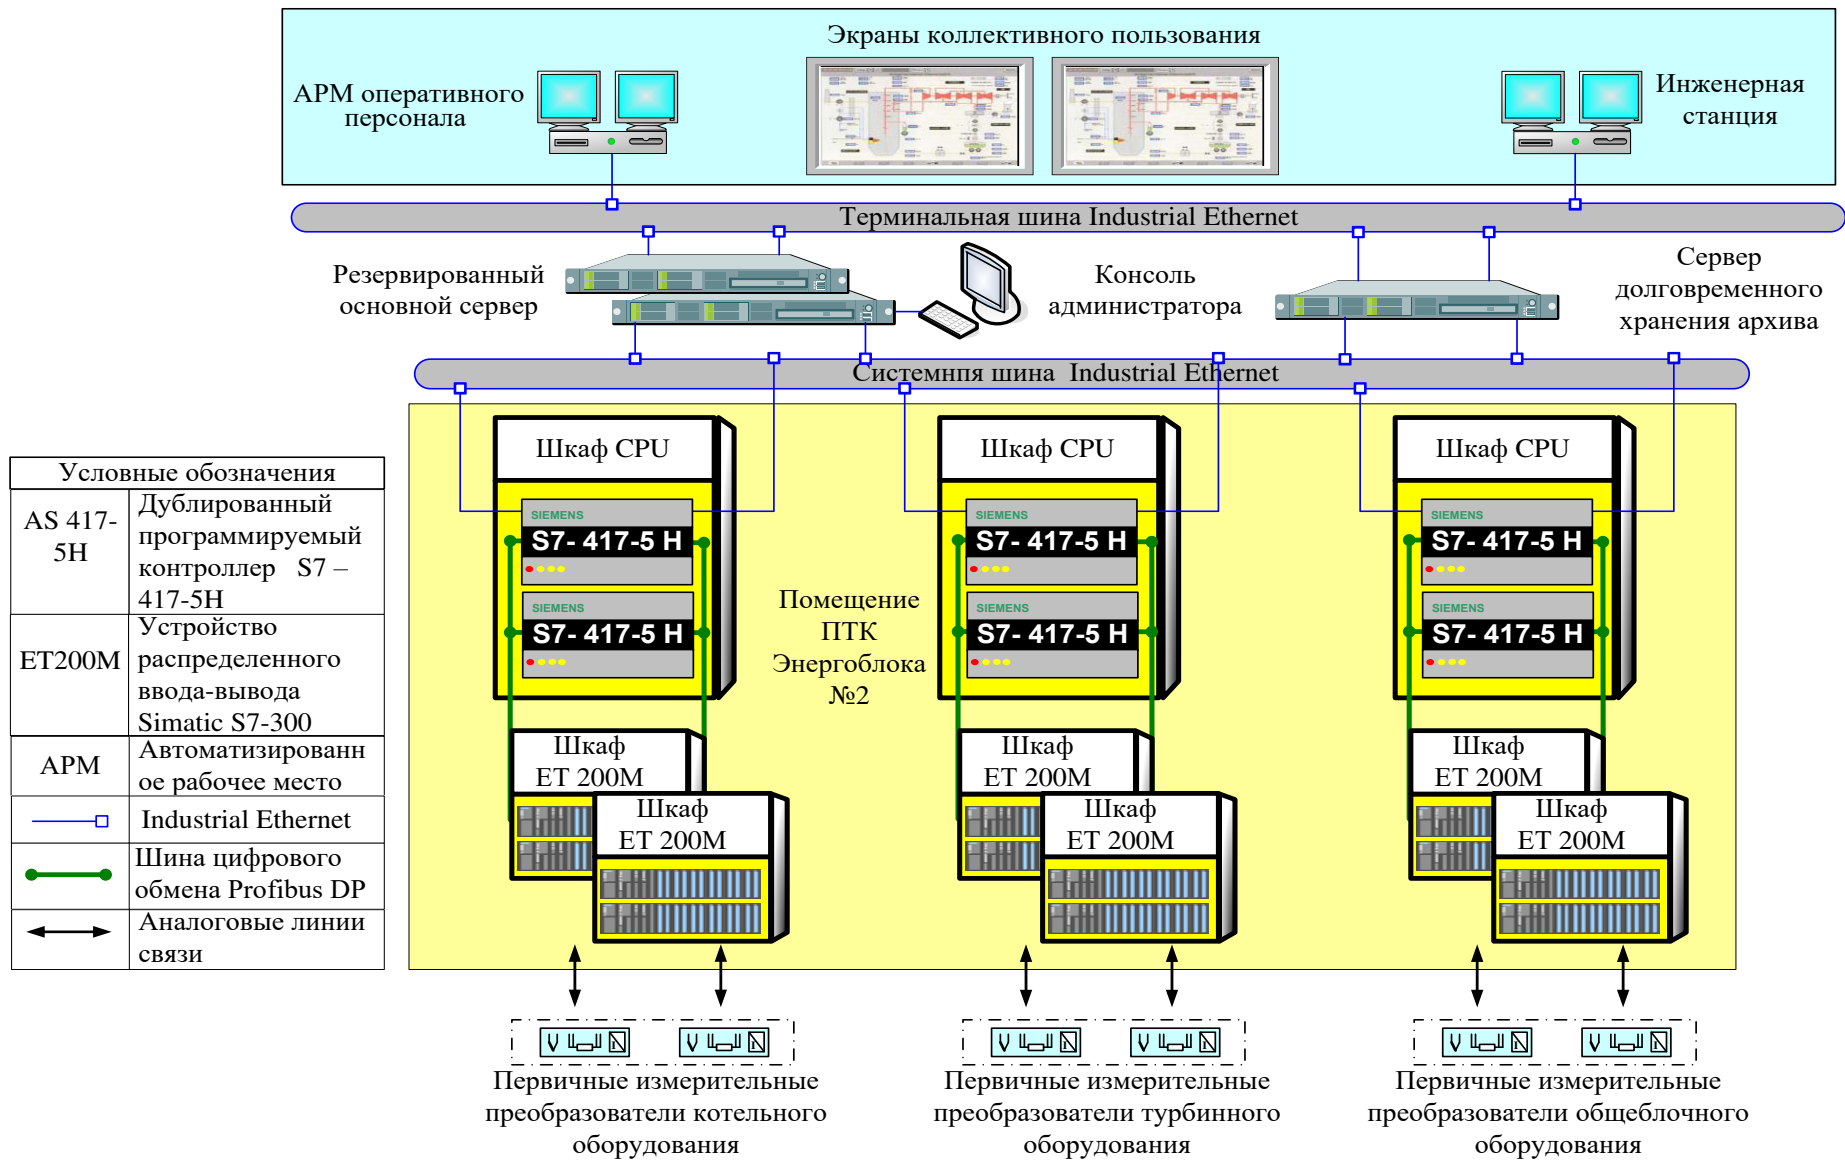 Экраны коллективного пользования
АРМ оперативного
персонала
Инженерная
станция
Терминальная шина Industrial Ethernet
Резервированный
основной сервер
Консоль
администратора
Сервер
долговременного
хранения архива
Системнпя шина Industrial Ethernet
Условные обозначения
AS 417-
5H
Дублированный
программируемый
контроллер S7 –
417-5H
ET200M
Устройство
распределенного
ввода-вывода
Simatic S7-300
АРМ
Автоматизированн
ое рабочее место
Industrial Ethernet
Шина цифрового
обмена Profibus DP
Аналоговые линии
связи
Шкаф CPU
SIEMENS
S7- 417-5 H
SIEMENS
S7- 417-5 H
Шкаф
ET 200M
Шкаф
ET 200M
Помещение
ПТК
Энергоблока
№2
Шкаф CPU
SIEMENS
S7- 417-5 H
SIEMENS
S7- 417-5 H
Шкаф
ET 200M
Шкаф
ET 200M
Шкаф CPU
SIEMENS
S7- 417-5 H
SIEMENS
S7- 417-5 H
Шкаф
ET 200M
Шкаф
ET 200M
Первичные измерительные
преобразователи котельного
оборудования
Первичные измерительные
преобразователи турбинного
оборудования
Первичные измерительные
преобразователи общеблочного
оборудования